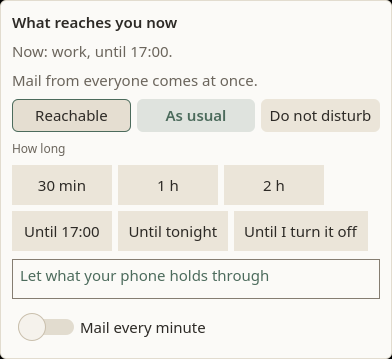 What reaches you now
Now: work, until 17:00.
Mail from everyone comes at once.
Reachable As usual Do not disturb
How long
30 min 1 h 2 h
Until 17:00 Until tonight Until I turn it off
Let what your phone holds through
Mail every minute